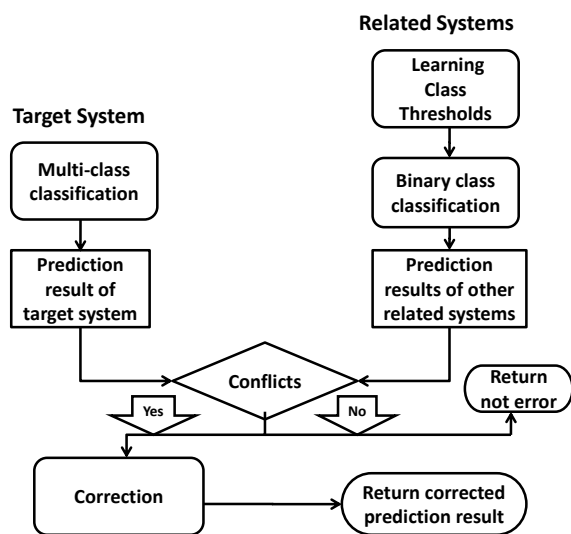 Related Systems
Learning
Class
Thresholds
Target System
Multi-class
classification
Binary class
classification
Prediction
result of
target system
Prediction
results of other
related systems
Conflicts
Return
not error
Yes
No
Correction
Return corrected
prediction result